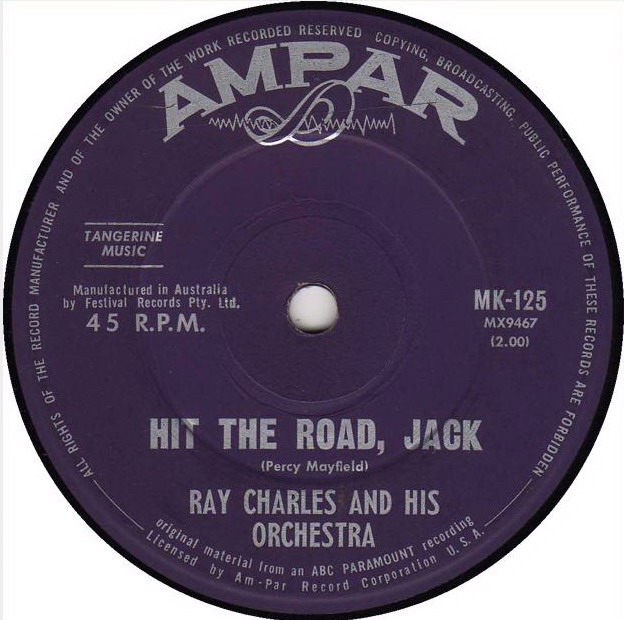 ALL RIGHTS OF THE RECORD MANUFACTURER AND OF THE OWNER OF THE WORK RECORDED RESERVED COPYING, BROADCASTING, PUBLIC PERFORMANCE OF THESE RECORDS ARE FORBIDDEN
AMPAR
TANGERINE
MUSIC
Manufactured in Australia
by Festival Records Pty. Ltd.
45 R.P.M.
MK-125
MX9467
(2.00)
HIT THE ROAD, JACK
(Percy Mayfield)
RAY CHARLES AND HIS
ORCHESTRA
original material from an ABC PARAMOUNT recording
Licensed by Am-Par Record Corporation U.S.A.